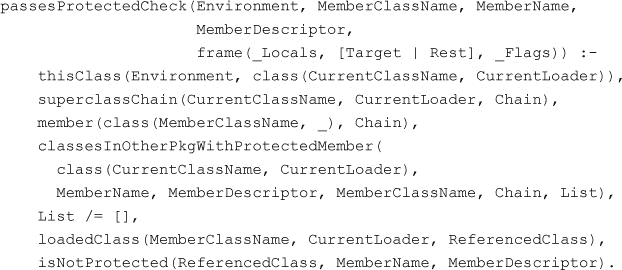 passesProtectedCheck(Environment, MemberClassName, MemberName,
                     MemberDescriptor,
                     frame(_Locals, [Target | Rest], _Flags)) :-
    thisClass(Environment, class(CurrentClassName, CurrentLoader)),
    superclassChain(CurrentClassName, CurrentLoader, Chain),
    member(class(MemberClassName, _), Chain),
    classesInOtherPkgWithProtectedMember(
      class(CurrentClassName, CurrentLoader),
      MemberName, MemberDescriptor, MemberClassName, Chain, List),
    List /= [],
    loadedClass(MemberClassName, CurrentLoader, ReferencedClass),
    isNotProtected(ReferencedClass, MemberName, MemberDescriptor).